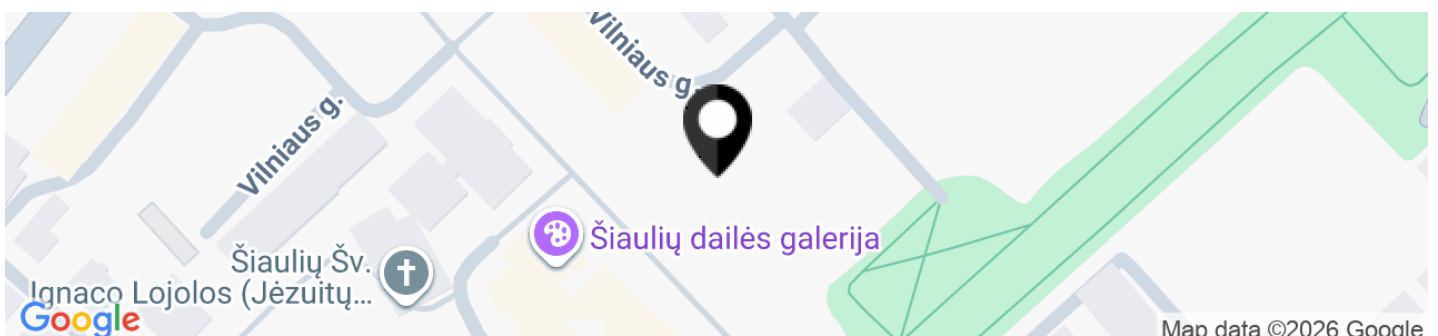 Vilniaus g.
Vilniaus g.
Šiaulių dailės galerija
Šiaulių Šv.
Ignaco Lojolos (Jėzuitų...
Google
Map data ©2026 Google